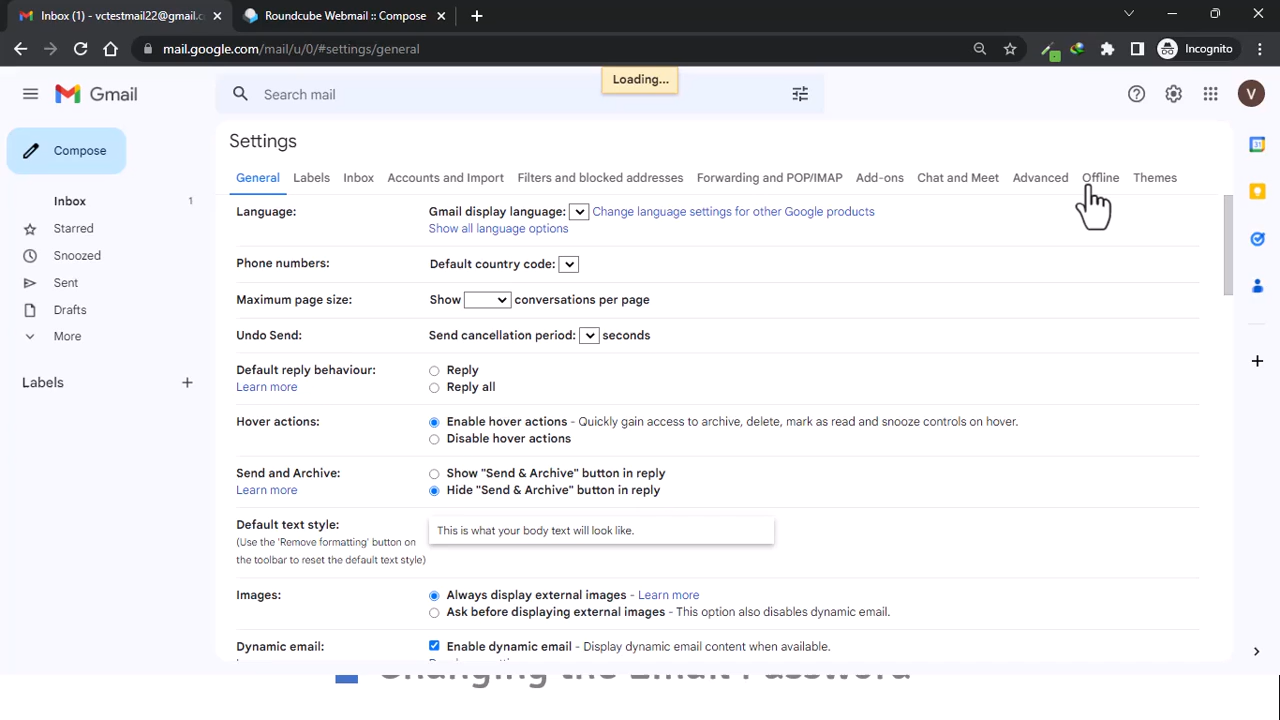 Inbox (1) - vctestmail22@gmail.c
Roundcube Webmail :: Compose
mail.google.com/mail/u/0/#settings/general
Incognito
Loading...
Gmail
Search mail
V
Compose
Inbox 1
Starred
Snoozed
Sent
Drafts
More
Labels
Settings
General Labels Inbox Accounts and Import Filters and blocked addresses Forwarding and POP/IMAP Add-ons Chat and Meet Advanced Offline Themes
Language: Gmail display language: Change language settings for other Google products
Show all language options
Phone numbers: Default country code:
Maximum page size: Show conversations per page
Undo Send: Send cancellation period: seconds
Default reply behaviour: Reply
Learn more Reply all
Hover actions: Enable hover actions - Quickly gain access to archive, delete, mark as read and snooze controls on hover.
Disable hover actions
Send and Archive: Show "Send & Archive" button in reply
Learn more Hide "Send & Archive" button in reply
Default text style:
(Use the 'Remove formatting' button on
the toolbar to reset the default text style)
This is what your body text will look like.
Images: Always display external images - Learn more
Ask before displaying external images - This option also disables dynamic email.
Dynamic email: Enable dynamic email - Display dynamic email content when available.
Changing the Email Password
31